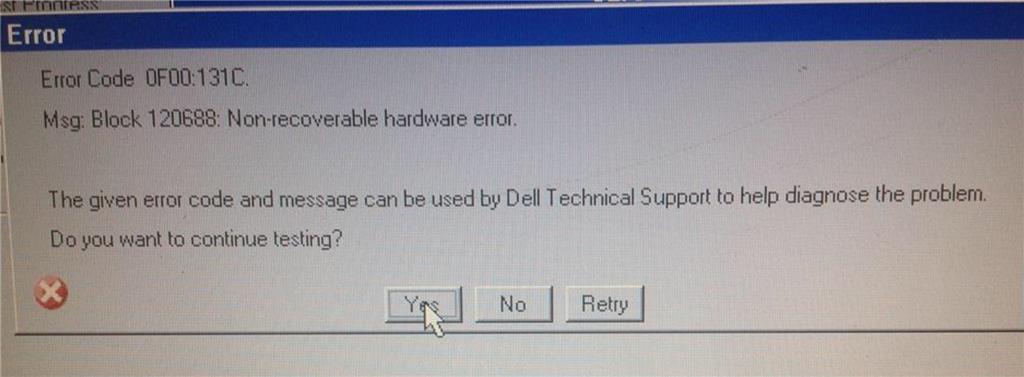 Error
Error Code 0F00:131C.
Msg: Block 120688: Non-recoverable hardware error.
The given error code and message can be used by Dell Technical Support to help diagnose the problem.
Do you want to continue testing?
Yes No Retry